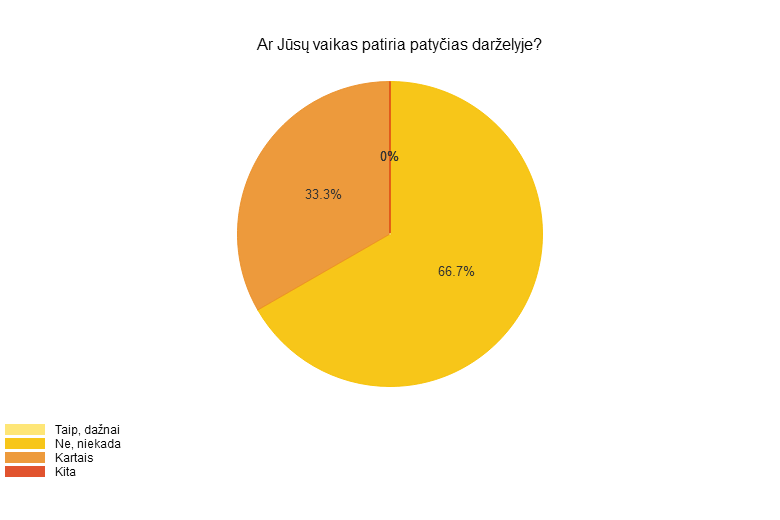 Ar Jūsų vaikas patiria patyčias darželyje?
0%
33.3%
66.7%
Taip, dažnai
Ne, niekada
Kartais
Kita